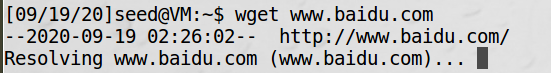 [09/19/20]seed@VM:~$ wget www.baidu.com
--2020-09-19 02:26:02--  http://www.baidu.com/
Resolving www.baidu.com (www.baidu.com)...